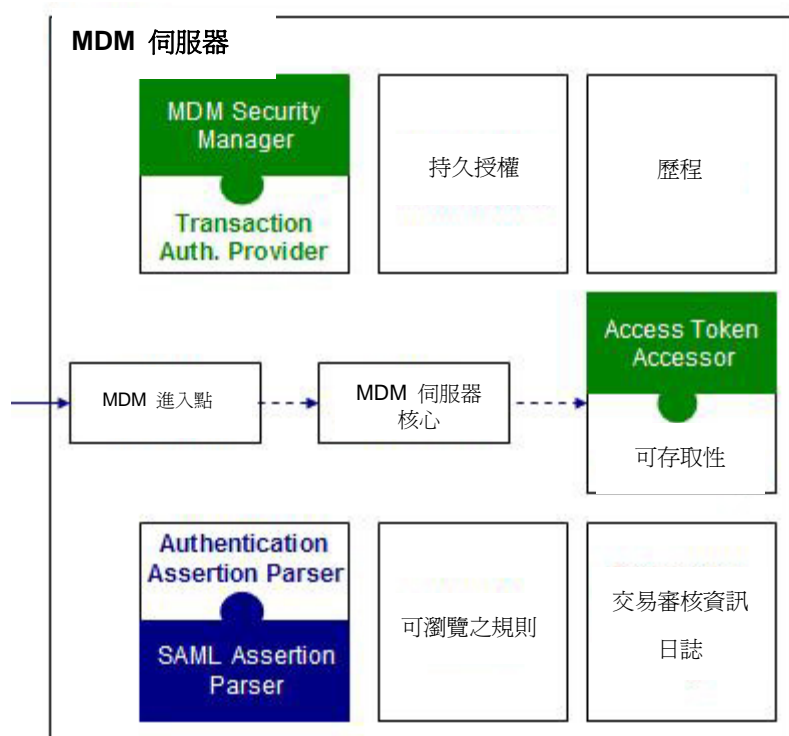 MDM 伺服器
MDM Security
Manager
Transaction
Auth. Provider
持久授權
歷程
MDM 進入點
MDM 伺服器
核心
Access Token
Accessor
可存取性
Authentication
Assertion Parser
SAML Assertion
Parser
可瀏覽之規則
交易審核資訊
日誌